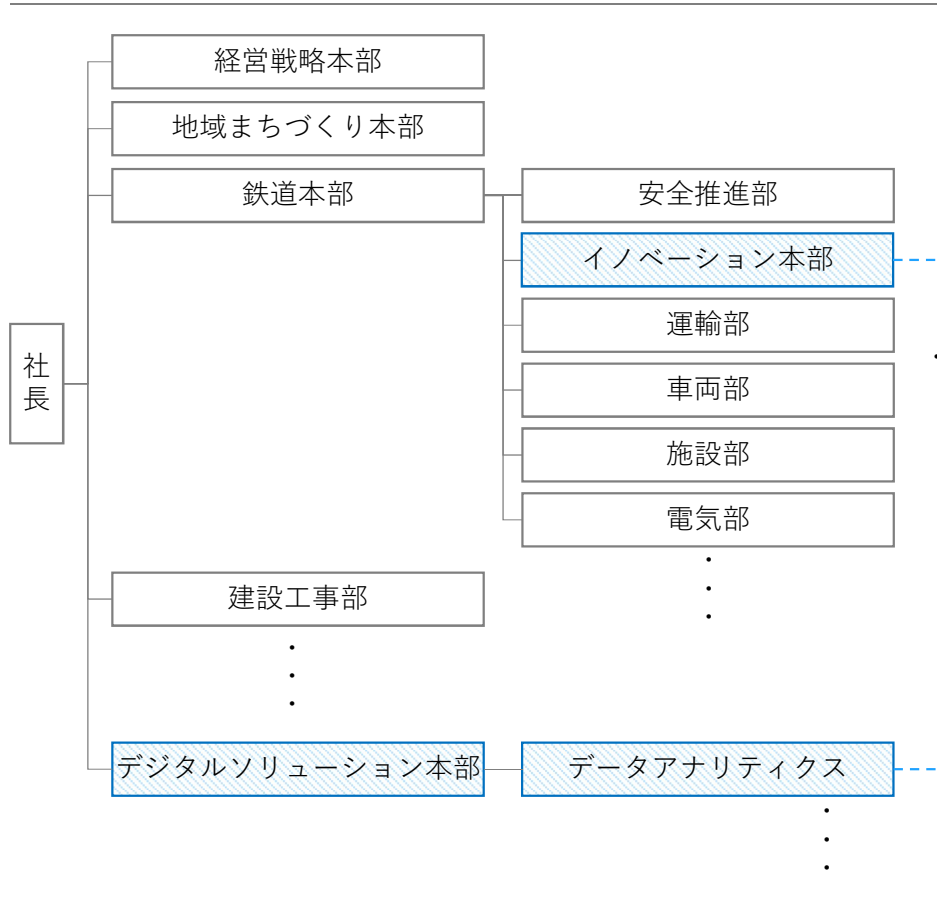 経営戦略本部
地域まちづくり本部
鉄道本部
安全推進部
イノベーション本部
運輸部
社長
車両部
施設部
電気部
建設工事部
デジタルソリューション本部
データアナリティクス